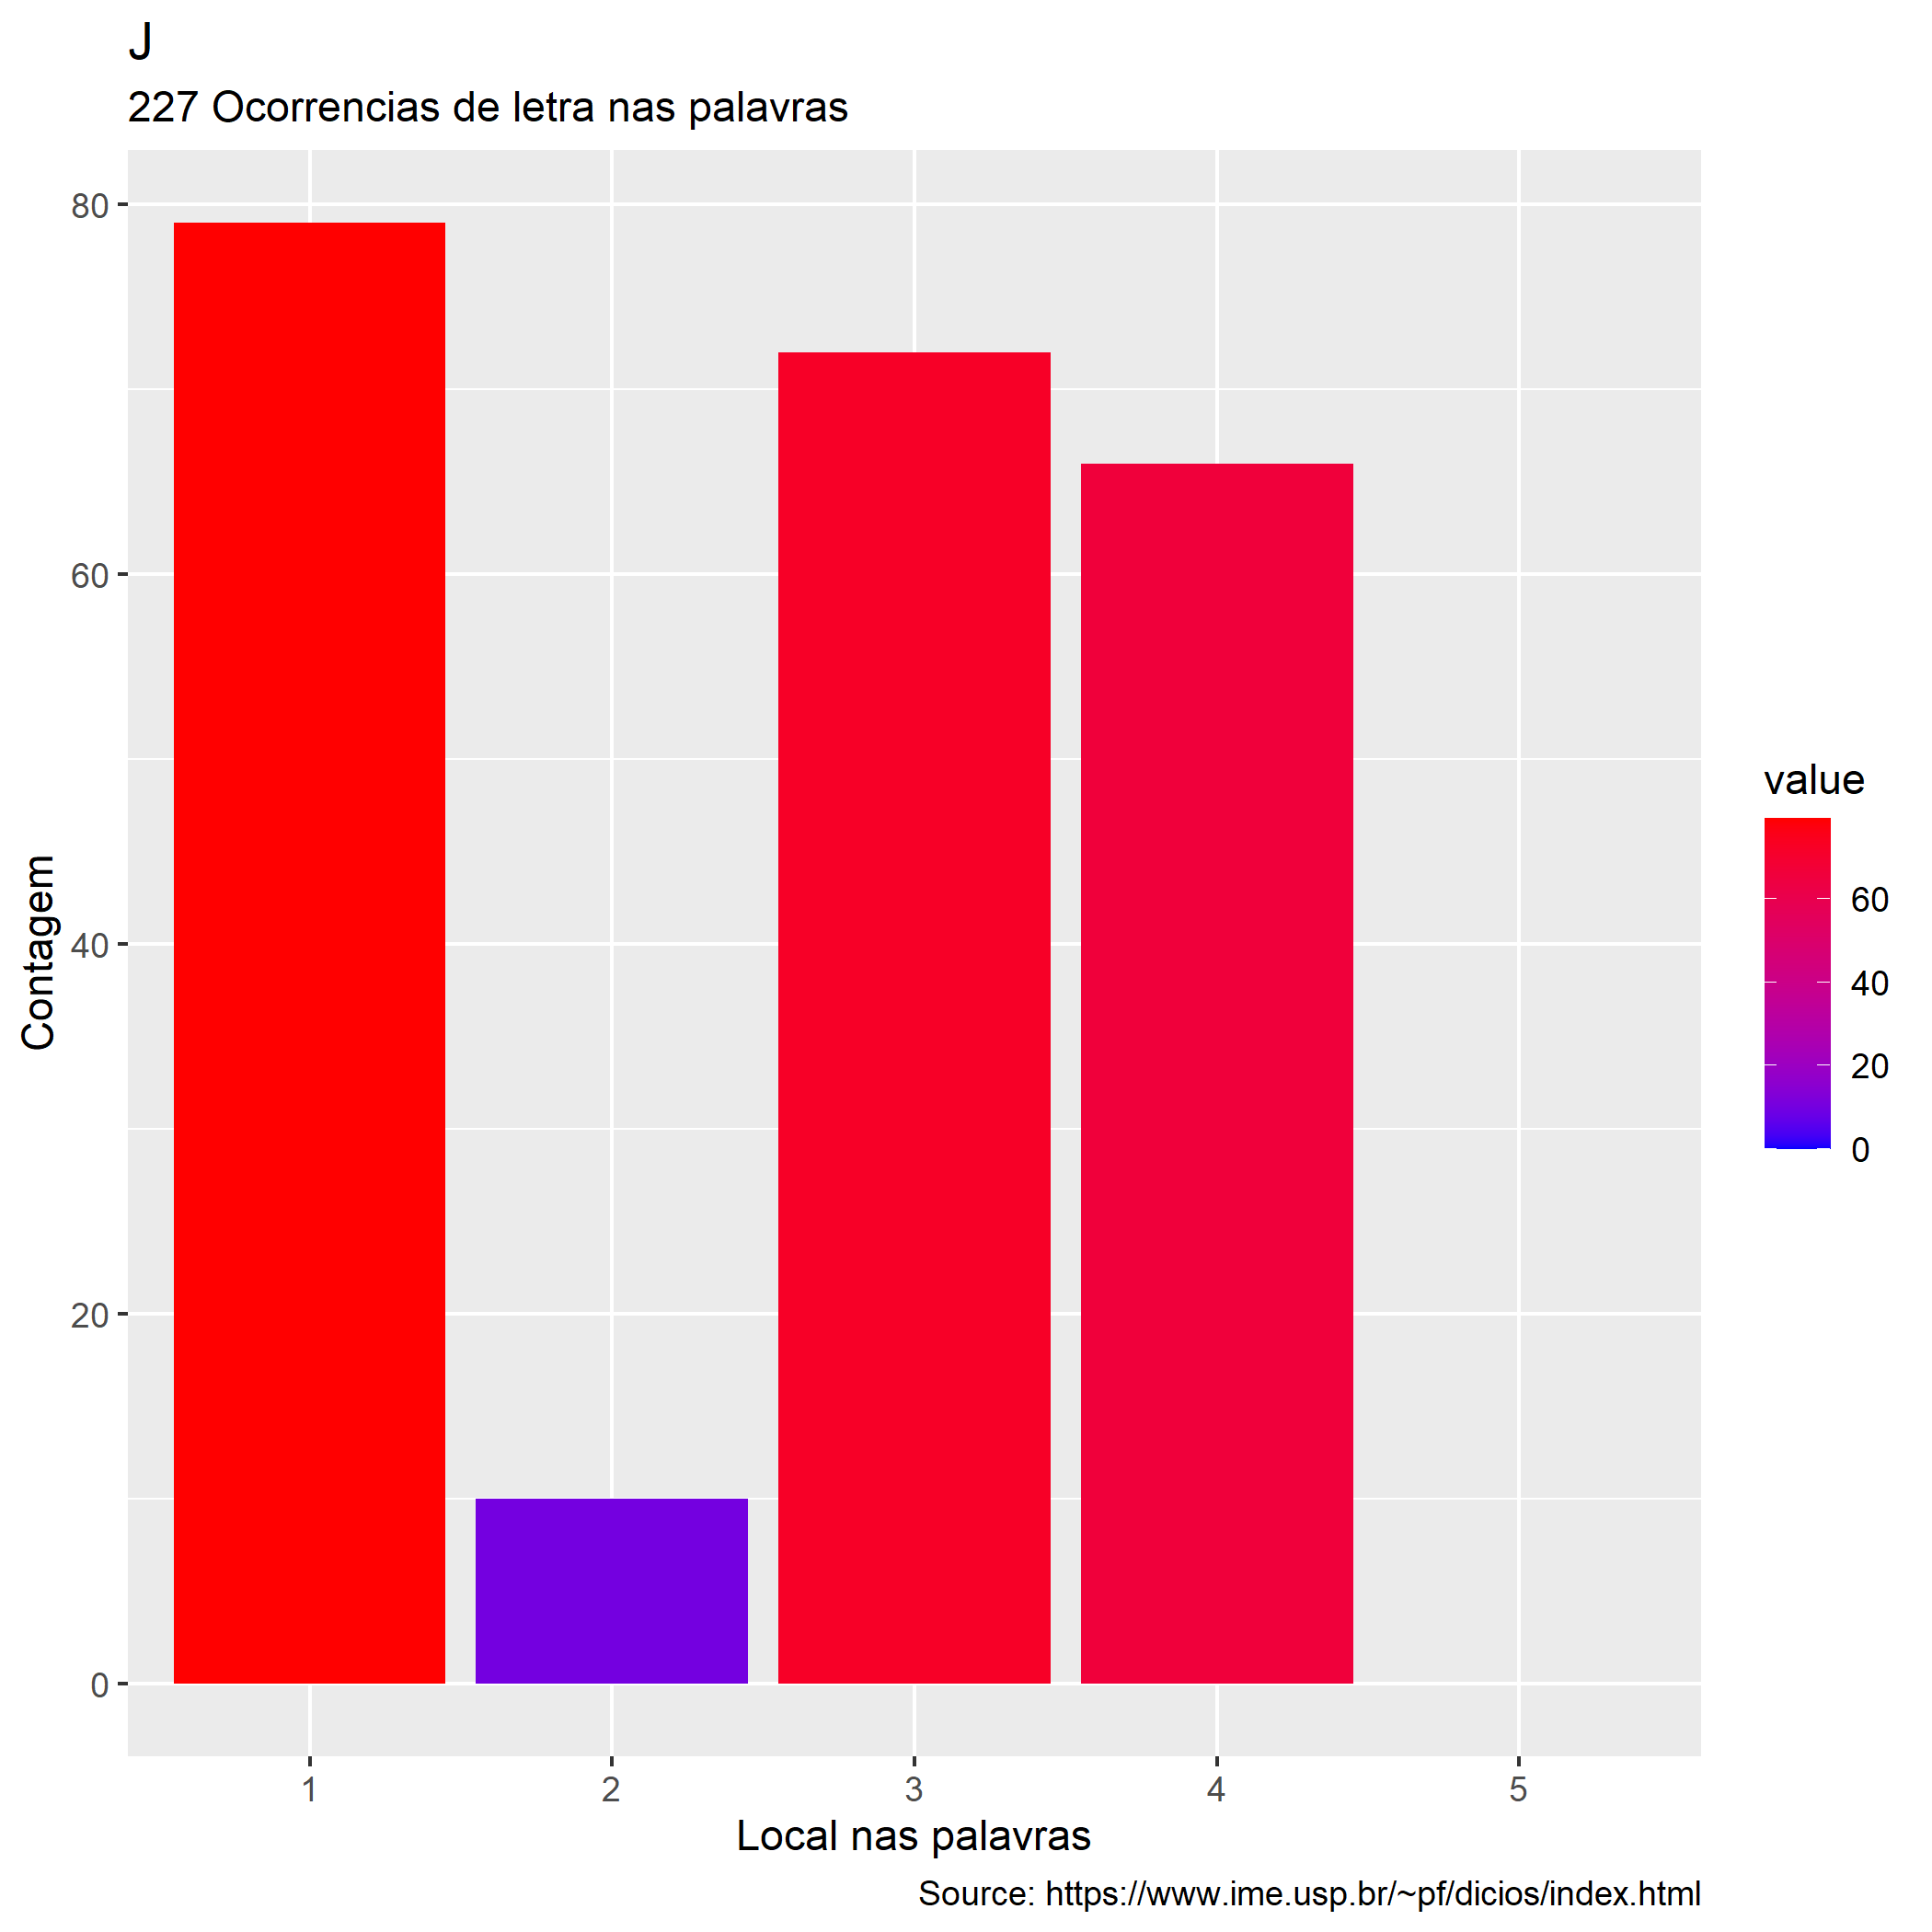 J
227 Ocorrencias de letra nas palavras
80
60
40
20
0
Contagem
1 2 3 4 5
Local nas palavras
value
60
40
20
0
Source: https://www.ime.usp.br/~pf/dicios/index.html